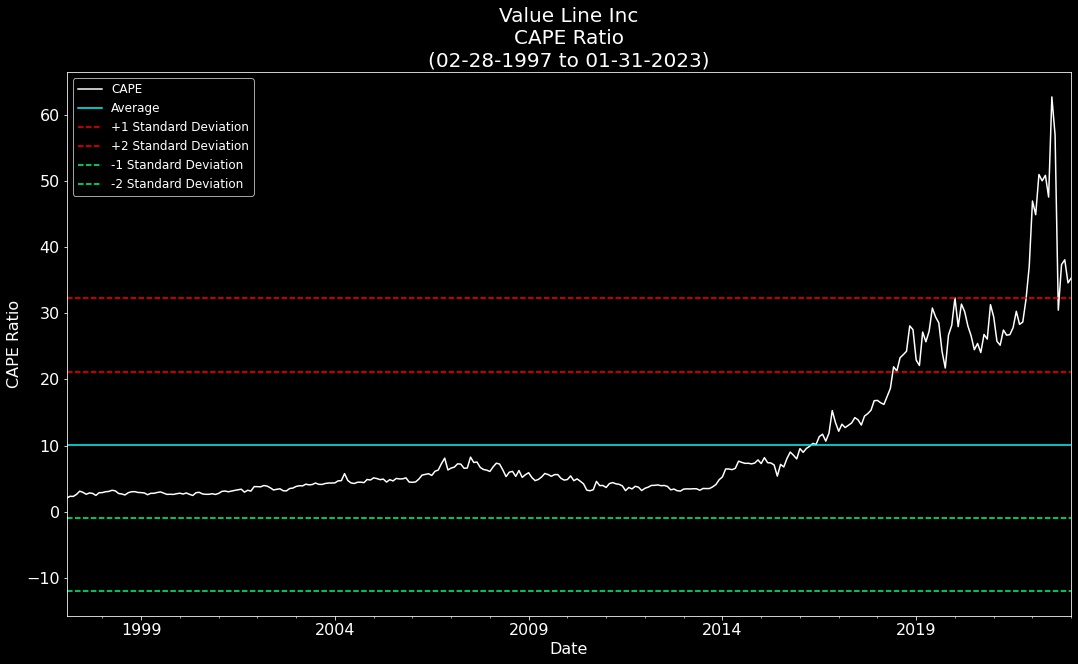 Value Line Inc
CAPE Ratio
(02-28-1997 to 01-31-2023)
CAPE
Average
+1 Standard Deviation
+2 Standard Deviation
-1 Standard Deviation
-2 Standard Deviation
60
50
40
30
20
10
0
−10
CAPE Ratio
1999
2004
2009
2014
2019
Date